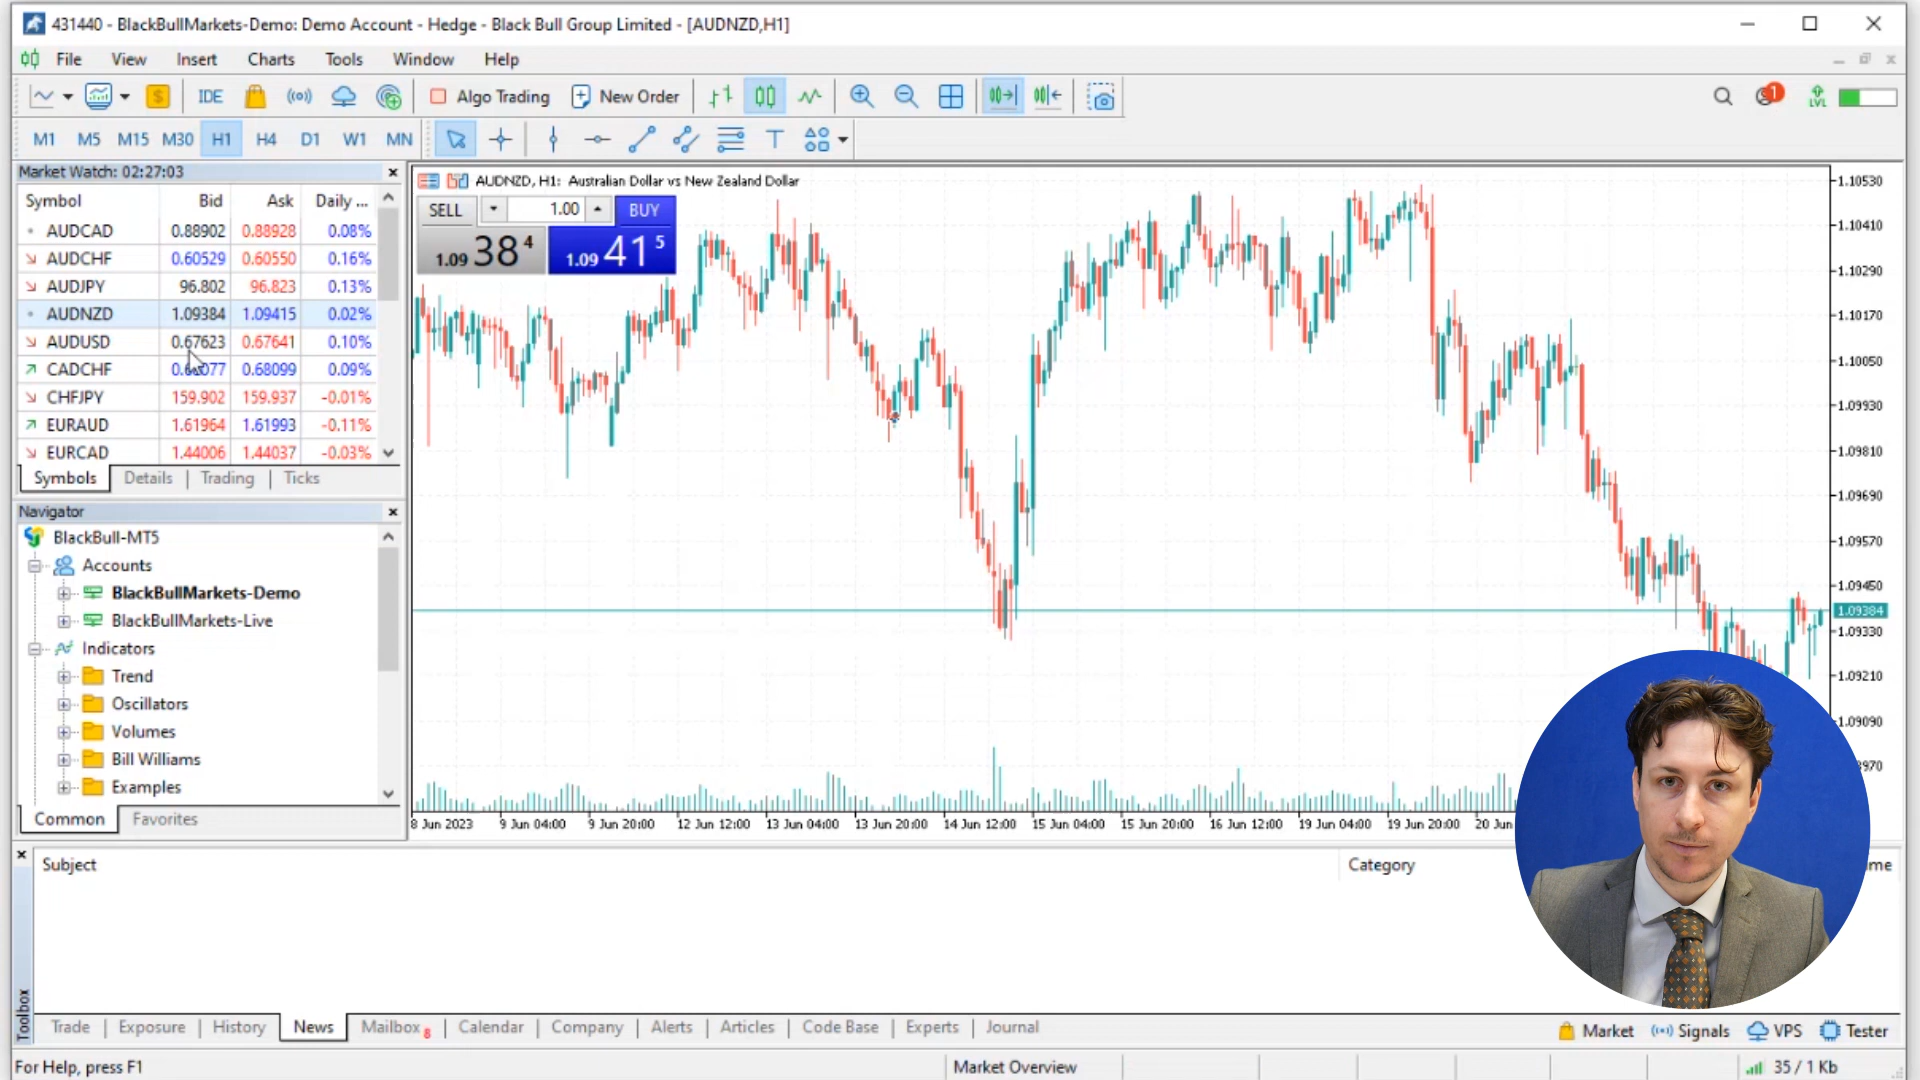 431440 - BlackBullMarkets-Demo: Demo Account - Hedge - Black Bull Group Limited - [AUDNZD,H1]
File View Insert Charts Tools Window Help
$ IDE Algo Trading New Order 1 LVL
M1 M5 M15 M30 H1 H4 D1 W1 MN T
Market Watch: 02:27:03
Symbol Bid Ask Daily ...
AUDCAD 0.88902 0.88928 0.08%
AUDCHF 0.60529 0.60550 0.16%
AUDJPY 96.802 96.823 0.13%
AUDNZD 1.09384 1.09415 0.02%
AUDUSD 0.67623 0.67641 0.10%
CADCHF 0.68099 0.09%
CHFJPY 159.902 159.937 -0.01%
EURAUD 1.61964 1.61993 -0.11%
EURCAD 1.44006 1.44037 -0.03%
Symbols Details Trading Ticks
Navigator
BlackBull-MT5
Accounts
BlackBullMarkets-Demo
BlackBullMarkets-Live
Indicators
Trend
Oscillators
Volumes
Bill Williams
Examples
Common Favorites
AUDNZD, H1: Australian Dollar vs New Zealand Dollar
SELL 1.00 BUY
1.09 38 4 1.09 41 5
1.10530
1.10410
1.10290
1.10170
1.10050
1.09930
1.09810
1.09690
1.09570
1.09450
1.09384
1.09330
1.09210
1.09090
970
8 Jun 2023 9 Jun 04:00 9 Jun 20:00 12 Jun 12:00 13 Jun 04:00 13 Jun 20:00 14 Jun 12:00 15 Jun 04:00 15 Jun 20:00 16 Jun 12:00 19 Jun 04:00 19 Jun 20:00 20 Jun
Subject Category me
Toolbox
Trade Exposure History News Mailbox 8 Calendar Company Alerts Articles Code Base Experts Journal
Market Signals VPS Tester
For Help, press F1 Market Overview 35 / 1 Kb